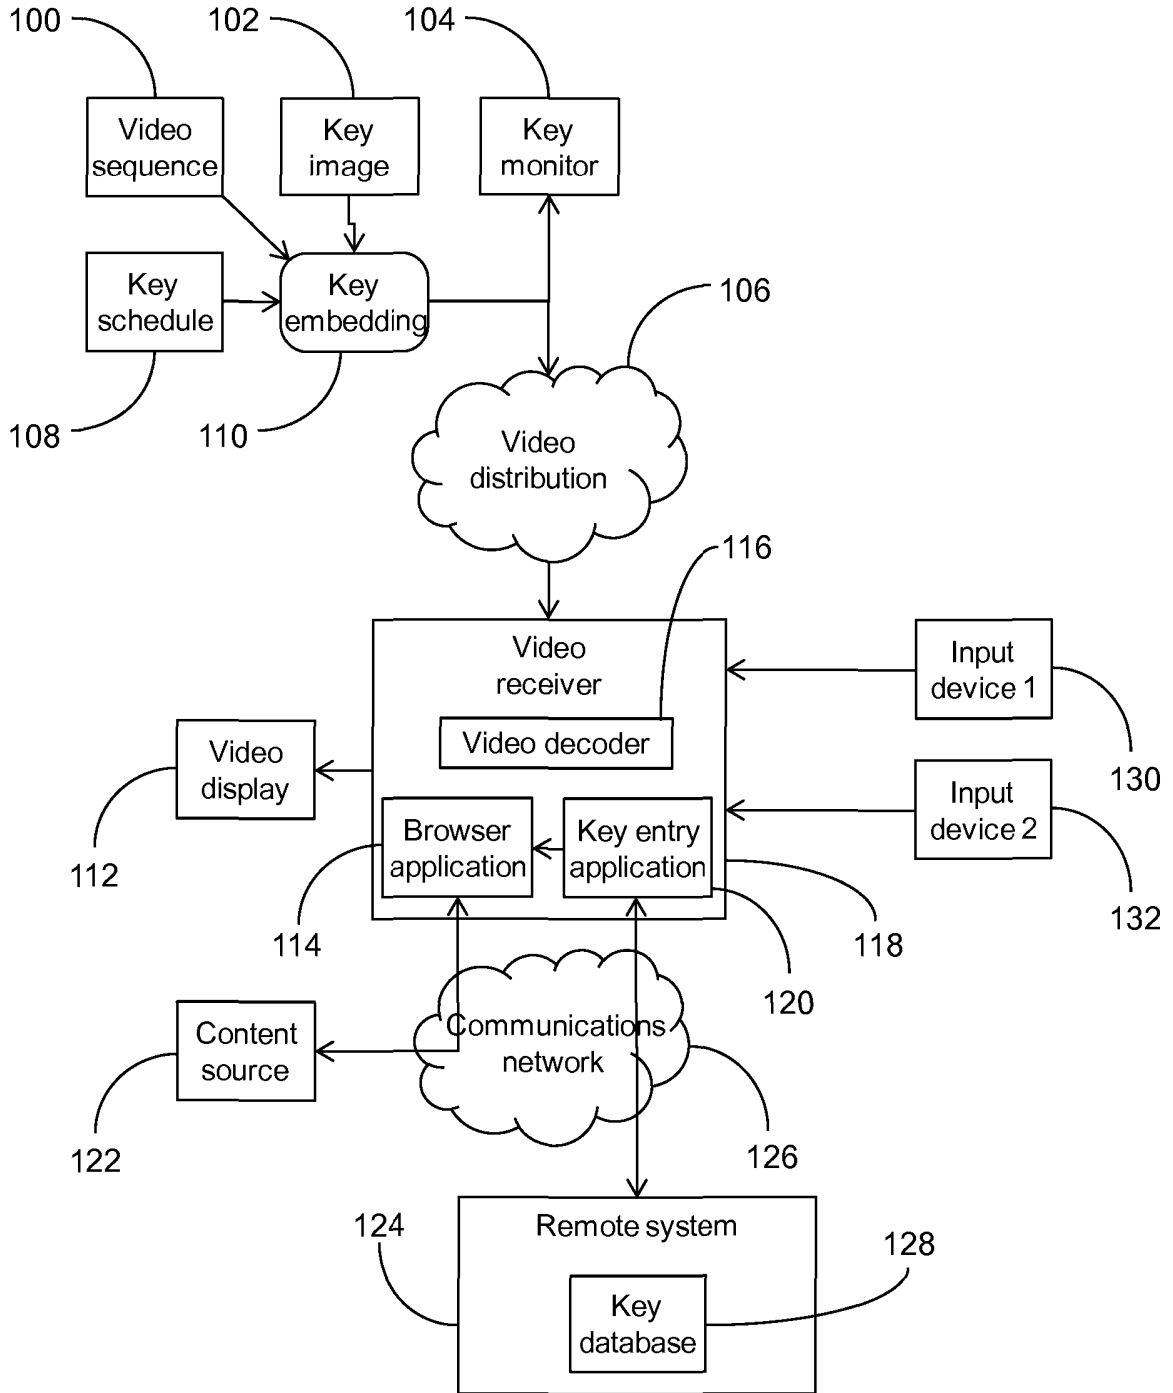 100
102
104
Video
sequence
Key
image
Key
monitor
Key
schedule
Key
embedding
106
108
110
Video
distribution
116
Video
receiver
Input
device 1
Video decoder
Video
display
130
Input
device 2
Browser
application
Key entry
application
112
114
118
132
120
Content
source
Communications
network
122
126
124
Remote system
128
Key
database